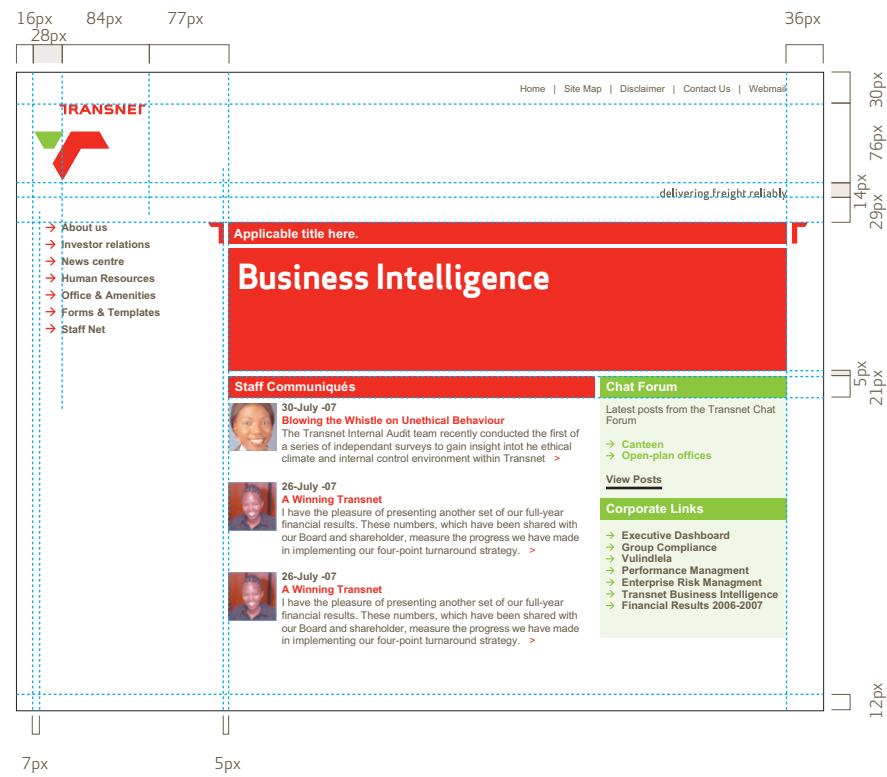 16px 84px 77px 36px
28px
Home | Site Map | Disclaimer | Contact Us | Webmail
30px
TRANSNET
76px
14px
delivering freight reliably
29px
About us
Investor relations
News centre
Human Resources
Office & Amenities
Forms & Templates
Staff Net
Applicable title here.
Business Intelligence
5px
21px
Staff Communiqués
30-July -07
Blowing the Whistle on Unethical Behaviour
The Transnet Internal Audit team recently conducted the first of
a series of independant surveys to gain insight intot he ethical
climate and internal control environment within Transnet >
26-July -07
A Winning Transnet
I have the pleasure of presenting another set of our full-year
financial results. These numbers, which have been shared with
our Board and shareholder, measure the progress we have made
in implementing our four-point turnaround strategy. >
26-July -07
A Winning Transnet
I have the pleasure of presenting another set of our full-year
financial results. These numbers, which have been shared with
our Board and shareholder, measure the progress we have made
in implementing our four-point turnaround strategy. >
Chat Forum
Latest posts from the Transnet Chat
Forum
Canteen
Open-plan offices
View Posts
Corporate Links
Executive Dashboard
Group Compliance
Vulindlela
Performance Managment
Enterprise Risk Managment
Transnet Business Intelligence
Financial Results 2006-2007
12px
7px 5px